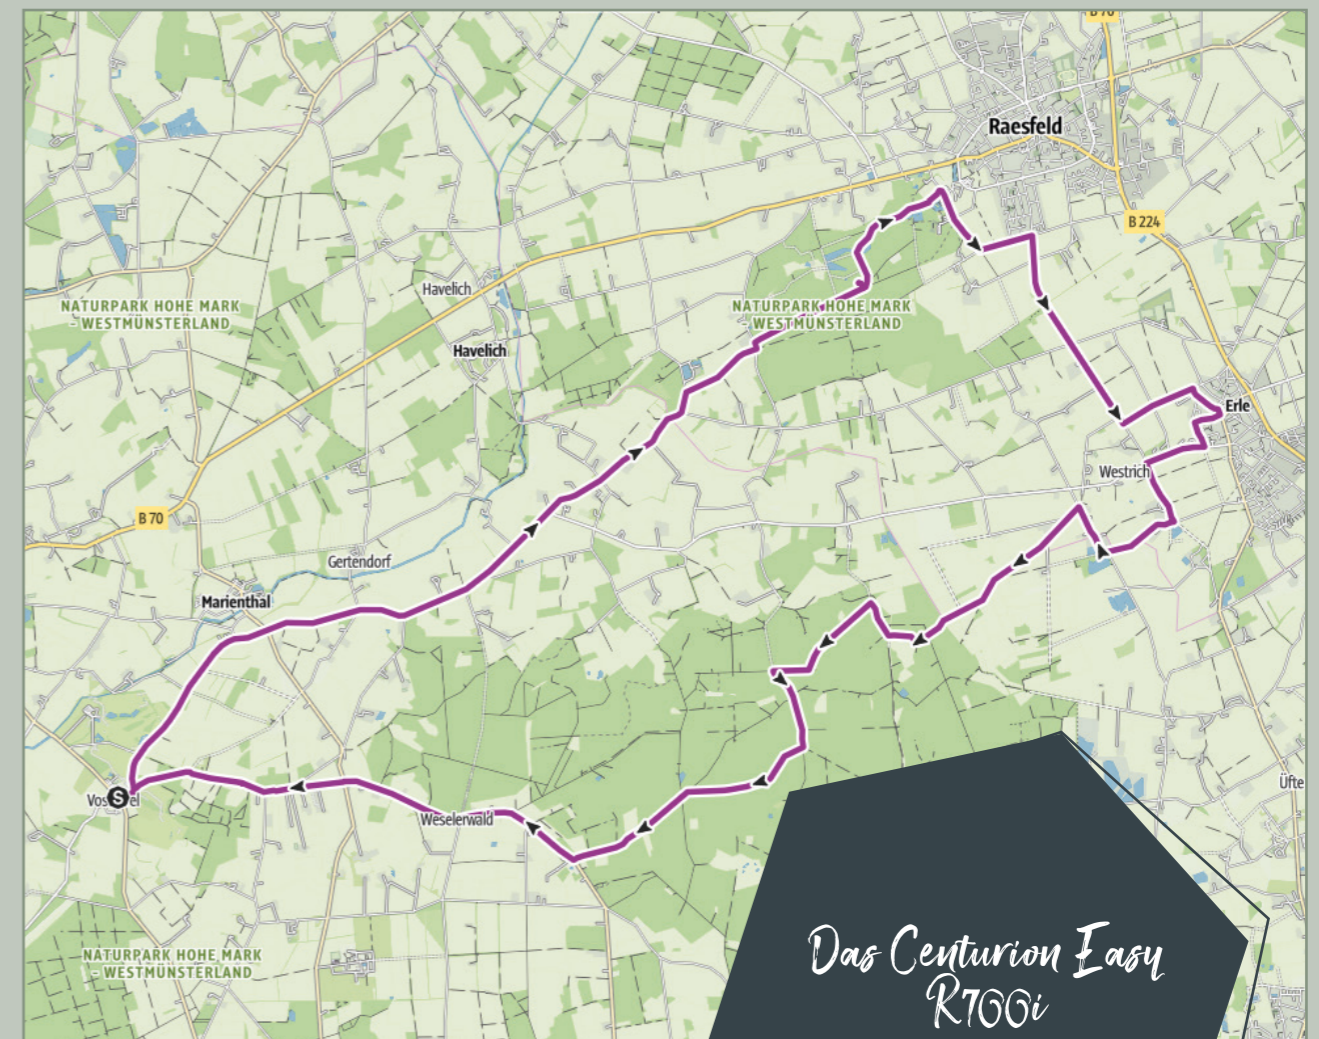 B 70
Raesfeld
B 224
Havelich
NATURPARK HOHE MARK
- WESTMÜNSTERLAND
NATURPARK HOHE MARK
WESTMÜNSTERLAND
Havelich
Erle
Westrich
B 70
Gertendorf
Marienthal
Üfte
S
Weselerwald
NATURPARK HOHE MARK
- WESTMÜNSTERLAND
Das Centurion Easy
R700i